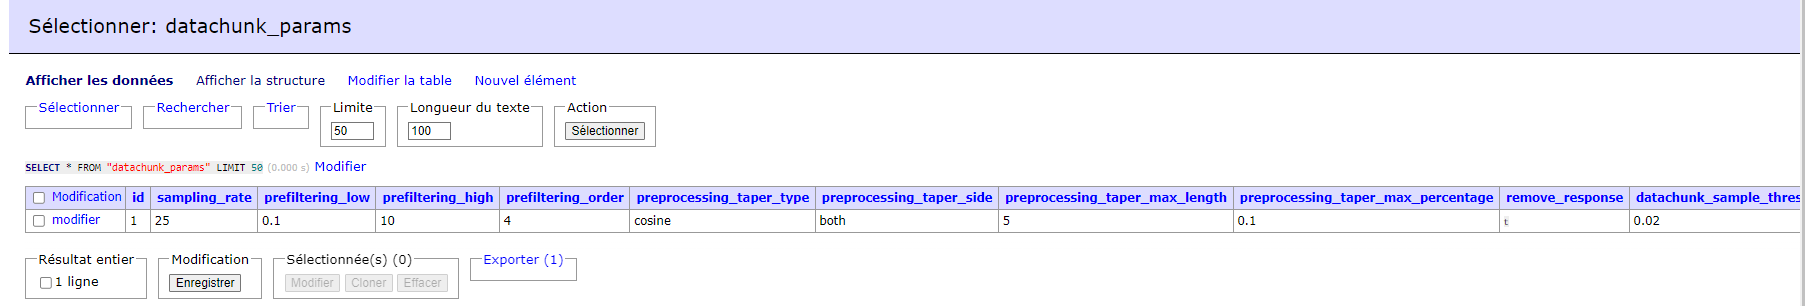 Sélectionner: datachunk_params
Afficher les données Afficher la structure Modifier la table Nouvel élément
Sélectionner Rechercher Trier Limite Longueur du texte Action
50 100 Sélectionner
SELECT * FROM "datachunk_params" LIMIT 50 (0.000 s) Modifier
Modification id sampling_rate prefiltering_low prefiltering_high prefiltering_order preprocessing_taper_type preprocessing_taper_side preprocessing_taper_max_length preprocessing_taper_max_percentage remove_response datachunk_sample_thres
modifier 1 25 0.1 10 4 cosine both 5 0.1 t 0.02
Résultat entier Modification Sélectionnée(s) (0) Exporter (1)
1 ligne Enregistrer Modifier Cloner Effacer